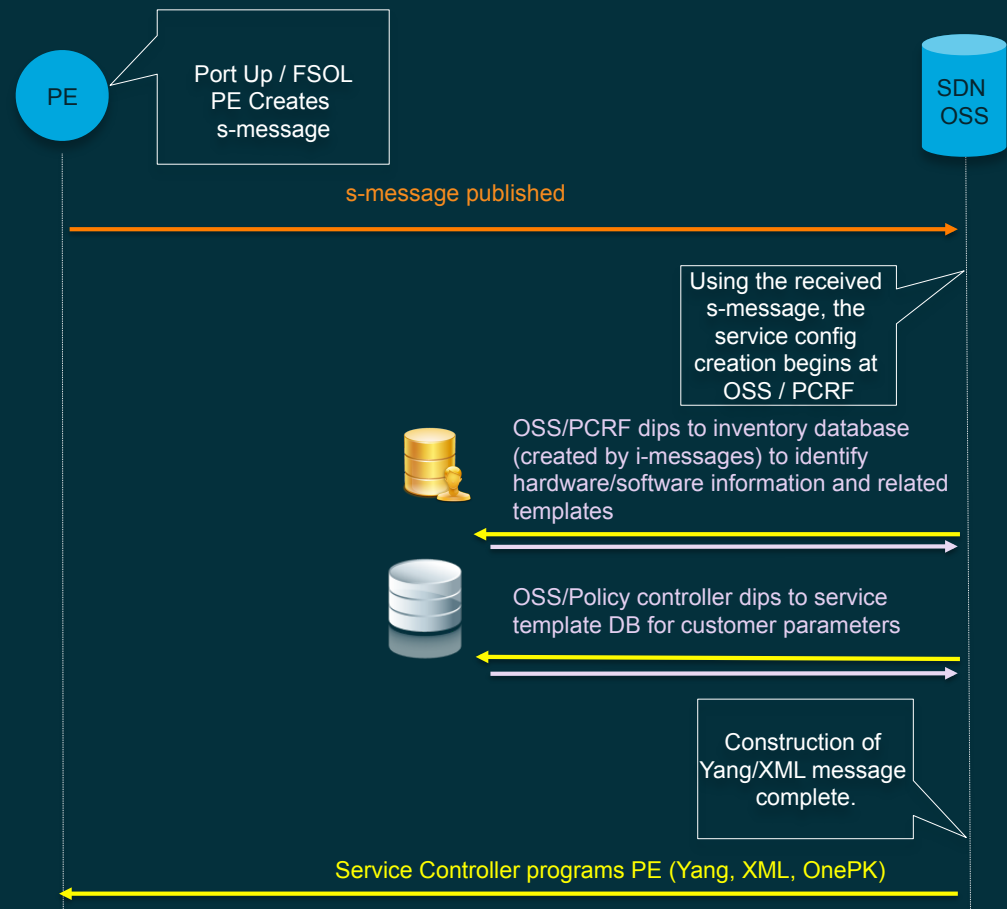 PE
Port Up / FSOL
PE Creates
s-message
SDN
OSS
s-message published
Using the received
s-message, the
service config
creation begins at
OSS / PCRF
OSS/PCRF dips to inventory database
(created by i-messages) to identify
hardware/software information and related
templates
OSS/Policy controller dips to service
template DB for customer parameters
Construction of
Yang/XML message
complete.
Service Controller programs PE (Yang, XML, OnePK)